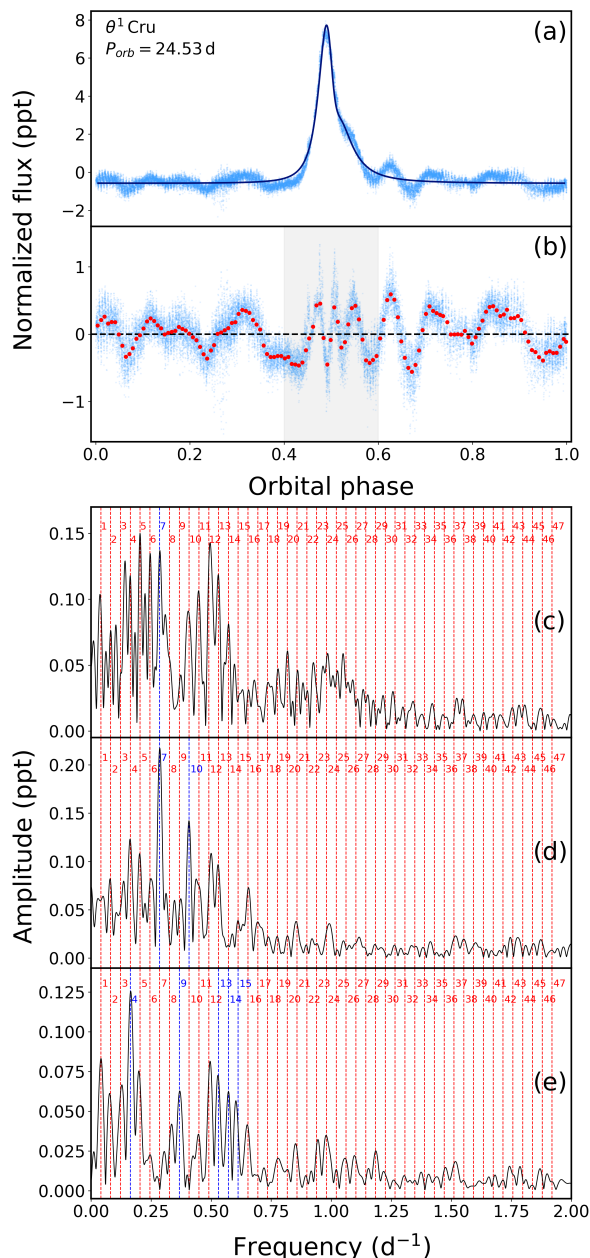 θ¹ Cru
P_orb = 24.53 d
(a)
8
6
4
2
0
−2
Normalized flux (ppt)
(b)
1
0
−1
0.0 0.2 0.4 0.6 0.8 1.0
Orbital phase
1 3 5 7 9 11 13 15 17 19 21 23 25 27 29 31 33 35 37 39 41 43 45 47
2 4 6 8 10 12 14 16 18 20 22 24 26 28 30 32 34 36 38 40 42 44 46
(c)
0.15
0.10
0.05
0.00
1 3 5 7 9 11 13 15 17 19 21 23 25 27 29 31 33 35 37 39 41 43 45 47
2 4 6 8 10 12 14 16 18 20 22 24 26 28 30 32 34 36 38 40 42 44 46
(d)
0.20
0.15
0.10
0.05
0.00
Amplitude (ppt)
1 3 5 7 9 11 13 15 17 19 21 23 25 27 29 31 33 35 37 39 41 43 45 47
2 4 6 8 10 12 14 16 18 20 22 24 26 28 30 32 34 36 38 40 42 44 46
(e)
0.125
0.100
0.075
0.050
0.025
0.000
0.00 0.25 0.50 0.75 1.00 1.25 1.50 1.75 2.00
Frequency (d⁻¹)